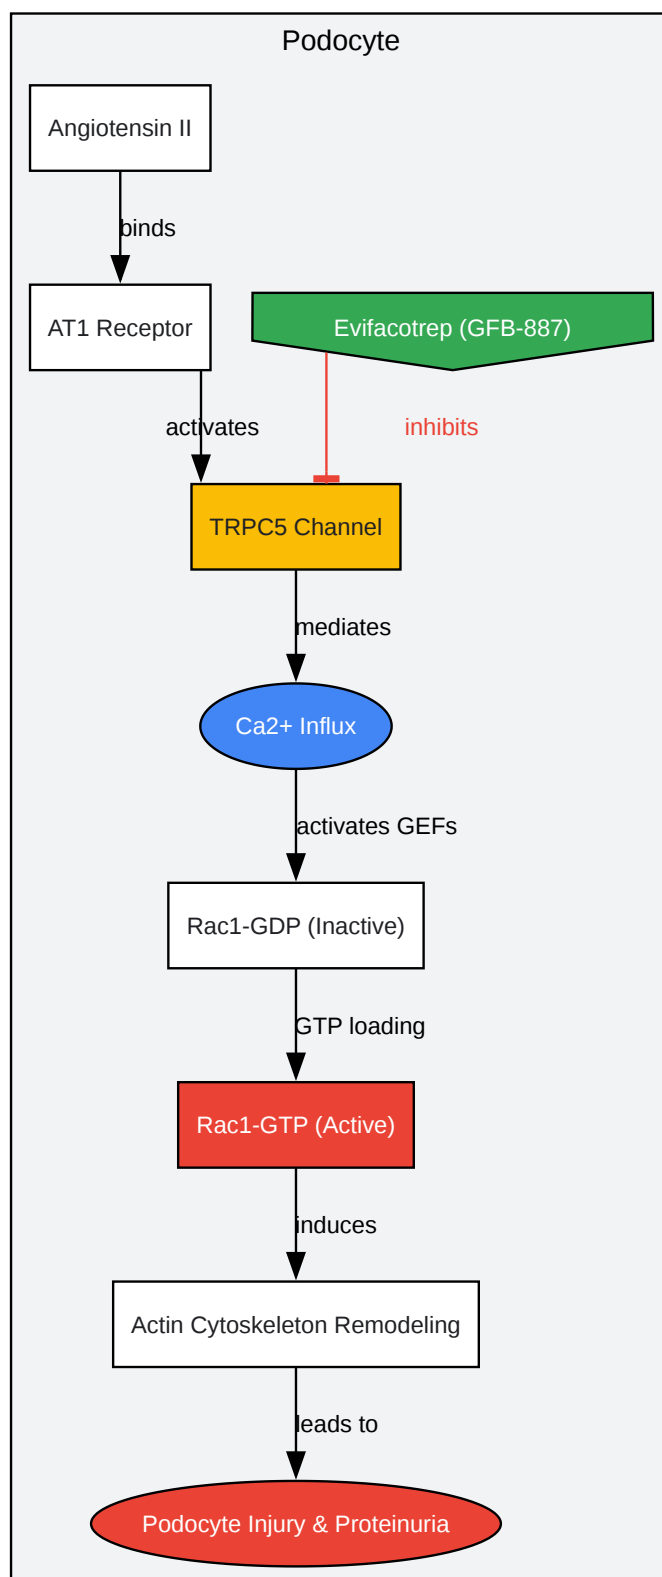 Podocyte
Angiotensin II
binds
AT1 Receptor
Evifacotrep (GFB-887)
activates
inhibits
TRPC5 Channel
mediates
Ca2+ Influx
activates GEFs
Rac1-GDP (Inactive)
GTP loading
Rac1-GTP (Active)
induces
Actin Cytoskeleton Remodeling
leads to
Podocyte Injury & Proteinuria